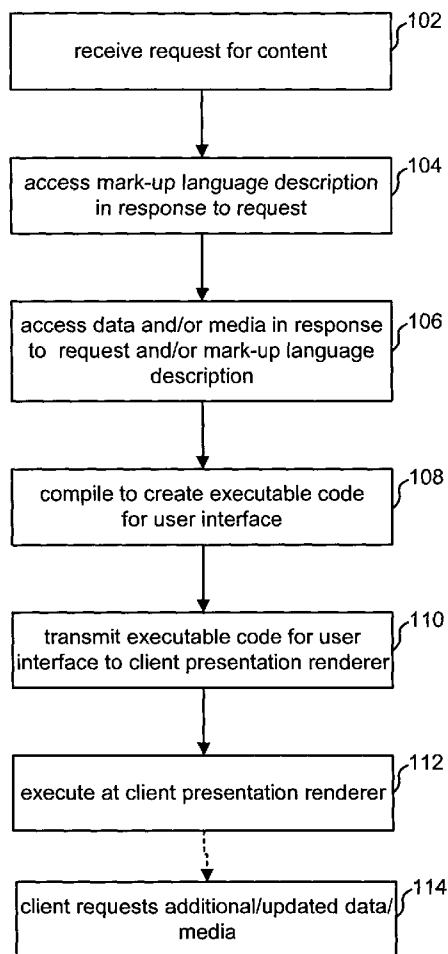 102
receive request for content
104
access mark-up language description
in response to request
106
access data and/or media in response
to request and/or mark-up language
description
108
compile to create executable code
for user interface
110
transmit executable code for user
interface to client presentation renderer
112
execute at client presentation renderer
114
client requests additional/updated data/
media